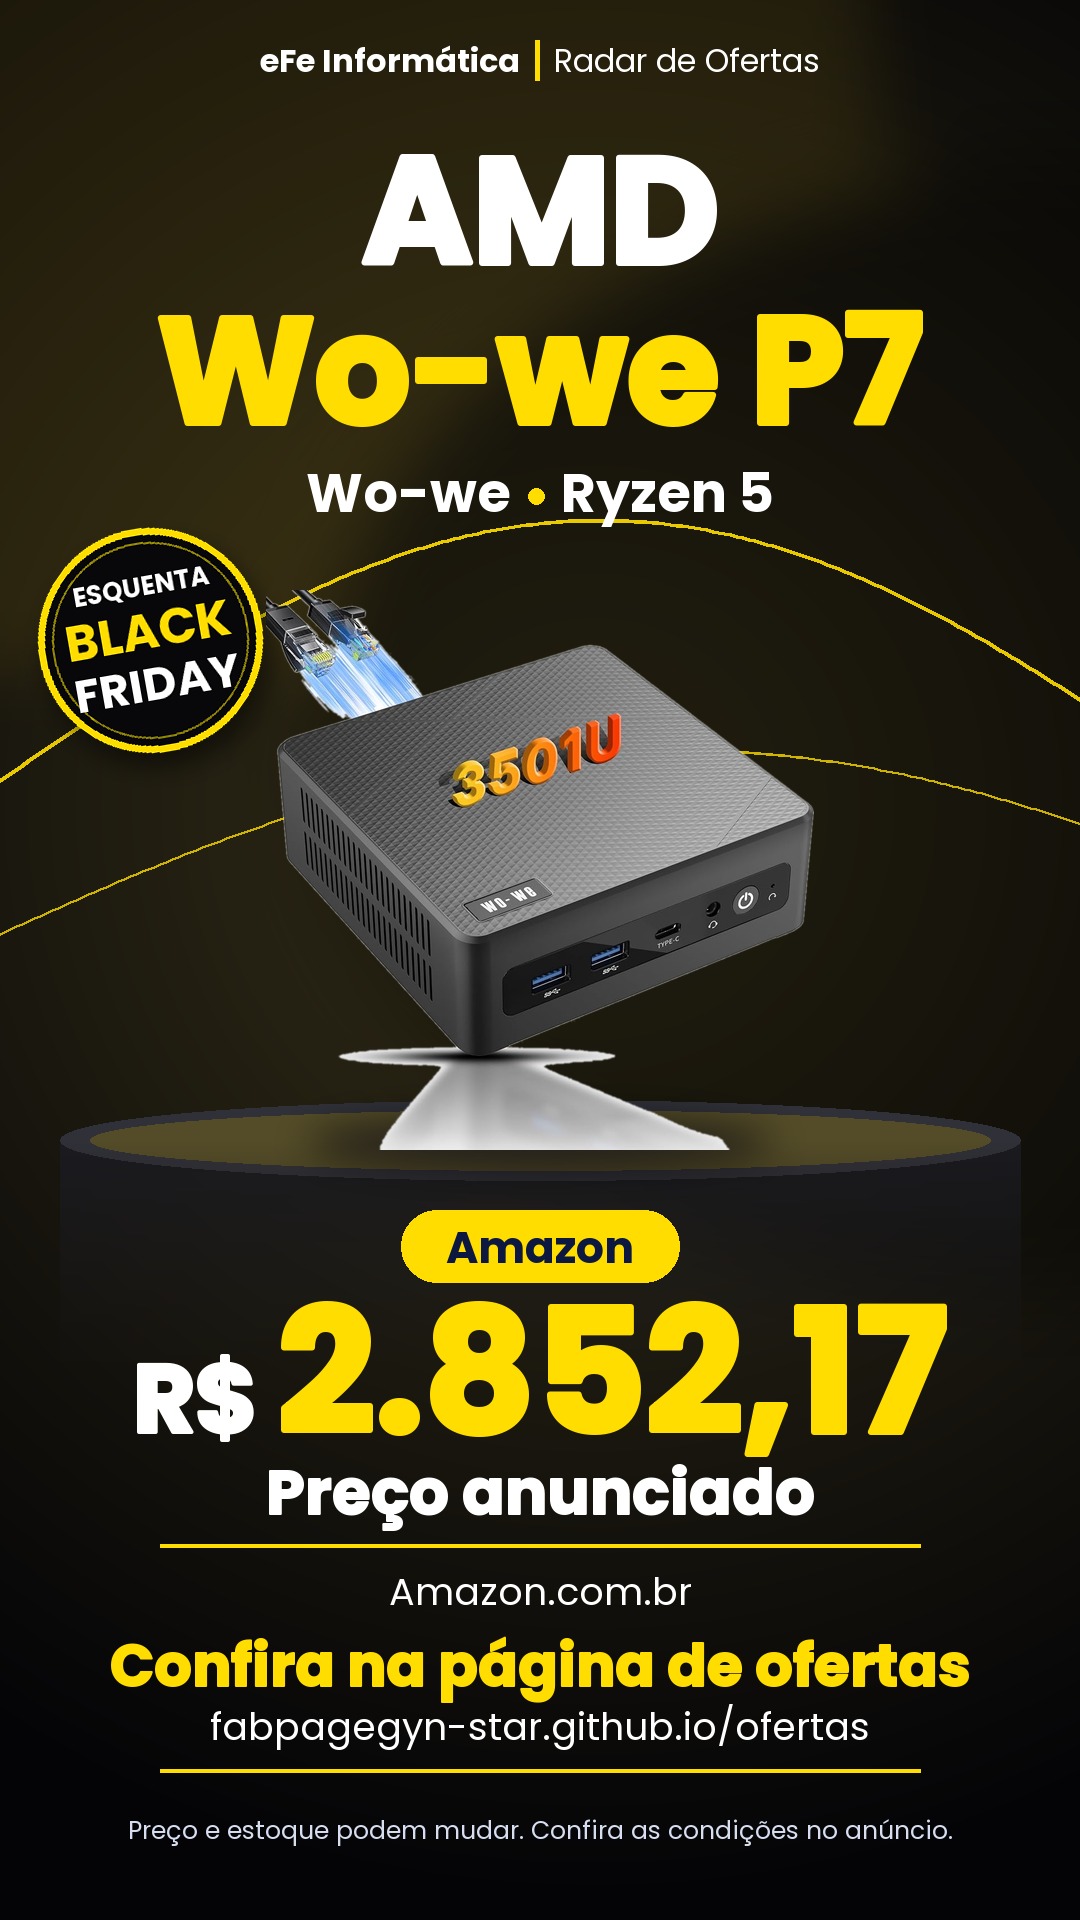 eFe Informática | Radar de Ofertas
AMD
Wo-we P7
Wo-we • Ryzen 5
ESQUENTA
BLACK
FRIDAY
3501U
WO-WE
TYPE-C
Amazon
R$ 2.852,17
Preço anunciado
Amazon.com.br
Confira na página de ofertas
fabpagegyn-star.github.io/ofertas
Preço e estoque podem mudar. Confira as condições no anúncio.